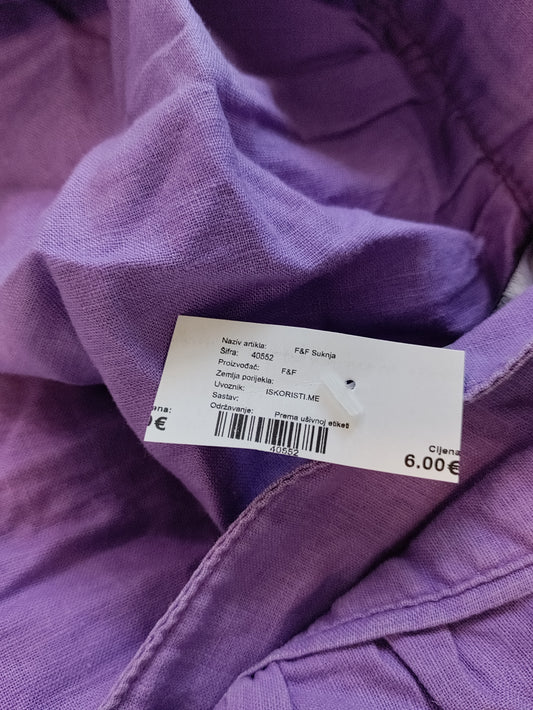 Naziv artikla: F&F Suknja
Šifra: 40552
Proizvođač: F&F
Zemlja porijekla:
Uvoznik: ISKORISTI.ME
Sastav:
Održavanje: Prema ušivnoj etiketi
na:
€
40552
Cijena
6.00€